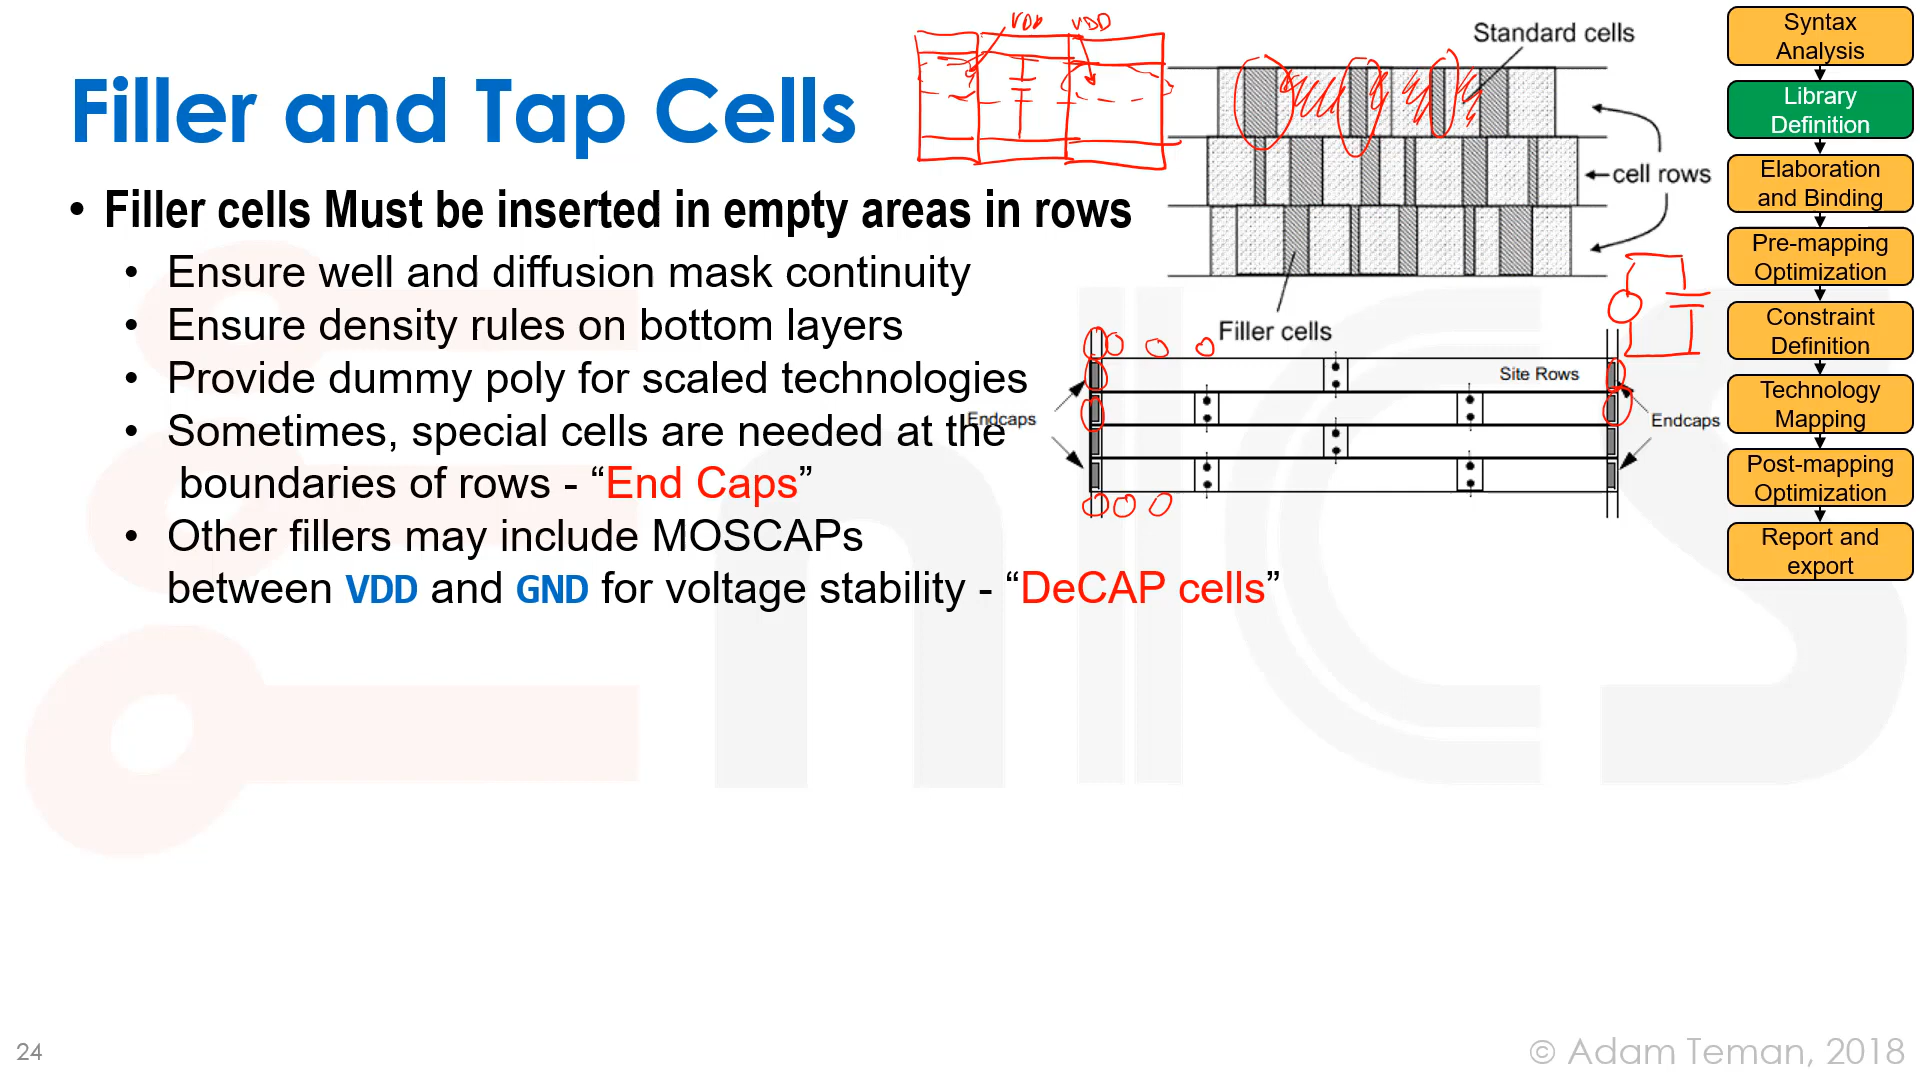 VDD VDD
Standard cells
Filler and Tap Cells
cell rows
• Filler cells Must be inserted in empty areas in rows
• Ensure well and diffusion mask continuity
• Ensure density rules on bottom layers
Filler cells
• Provide dummy poly for scaled technologies
Site Rows
Endcaps
Endcaps
• Sometimes, special cells are needed at the
boundaries of rows - “End Caps”
• Other fillers may include MOSCAPs
between VDD and GND for voltage stability - “DeCAP cells”
Syntax
Analysis
Library
Definition
Elaboration
and Binding
Pre-mapping
Optimization
Constraint
Definition
Technology
Mapping
Post-mapping
Optimization
Report and
export
nics
24
© Adam Teman, 2018